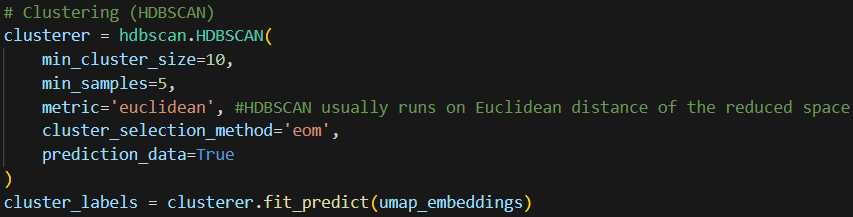 # Clustering (HDBSCAN)
clusterer = hdbscan.HDBSCAN(
    min_cluster_size=10,
    min_samples=5,
    metric='euclidean', #HDBSCAN usually runs on Euclidean distance of the reduced space
    cluster_selection_method='eom',
    prediction_data=True
)
cluster_labels = clusterer.fit_predict(umap_embeddings)